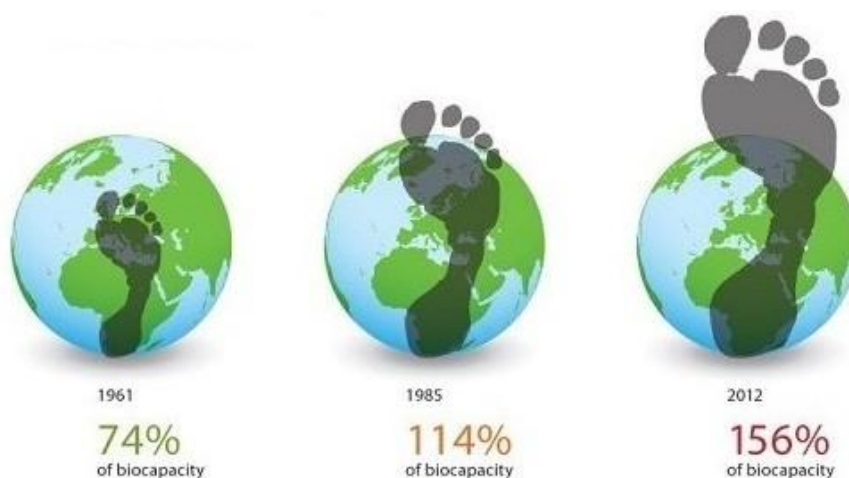 1961
74%
of biocapacity
1985
114%
of biocapacity
2012
156%
of biocapacity